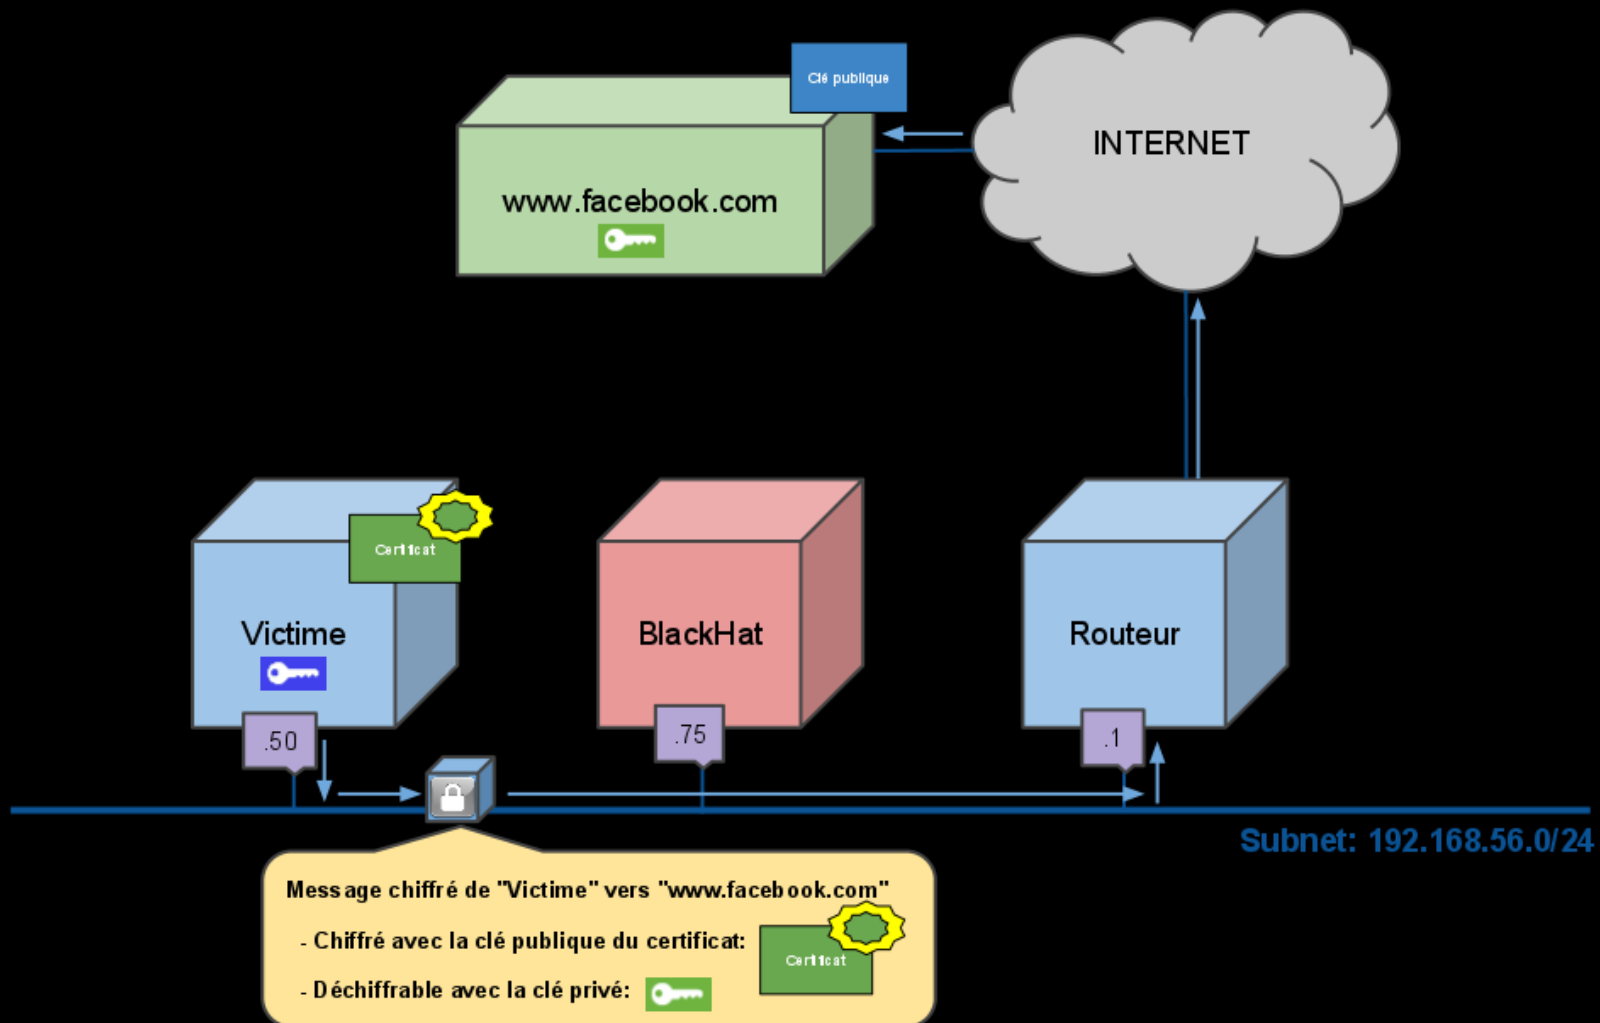 Clé publique
INTERNET
www.facebook.com
Certificat
Victime
BlackHat
Routeur
.50
.75
.1
Subnet: 192.168.56.0/24
Message chiffré de "Victime" vers "www.facebook.com"
- Chiffré avec la clé publique du certificat:
Certificat
- Déchiffrable avec la clé privé: